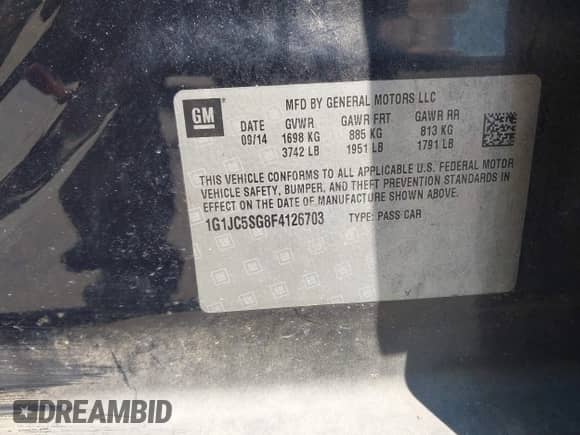 GM
MFD BY GENERAL MOTORS LLC
DATE GVWR GAWR FRT GAWR RR
09/14 1698 KG 885 KG 813 KG
3742 LB 1951 LB 1791 LB
THIS VEHICLE CONFORMS TO ALL APPLICABLE U.S. FEDERAL MOTOR
VEHICLE SAFETY, BUMPER, AND THEFT PREVENTION STANDARDS IN
EFFECT ON THE DATE OF MANUFACTURE SHOWN ABOVE.
1G1JC5SG8F4126703 TYPE: PASS CAR
DREAMBID